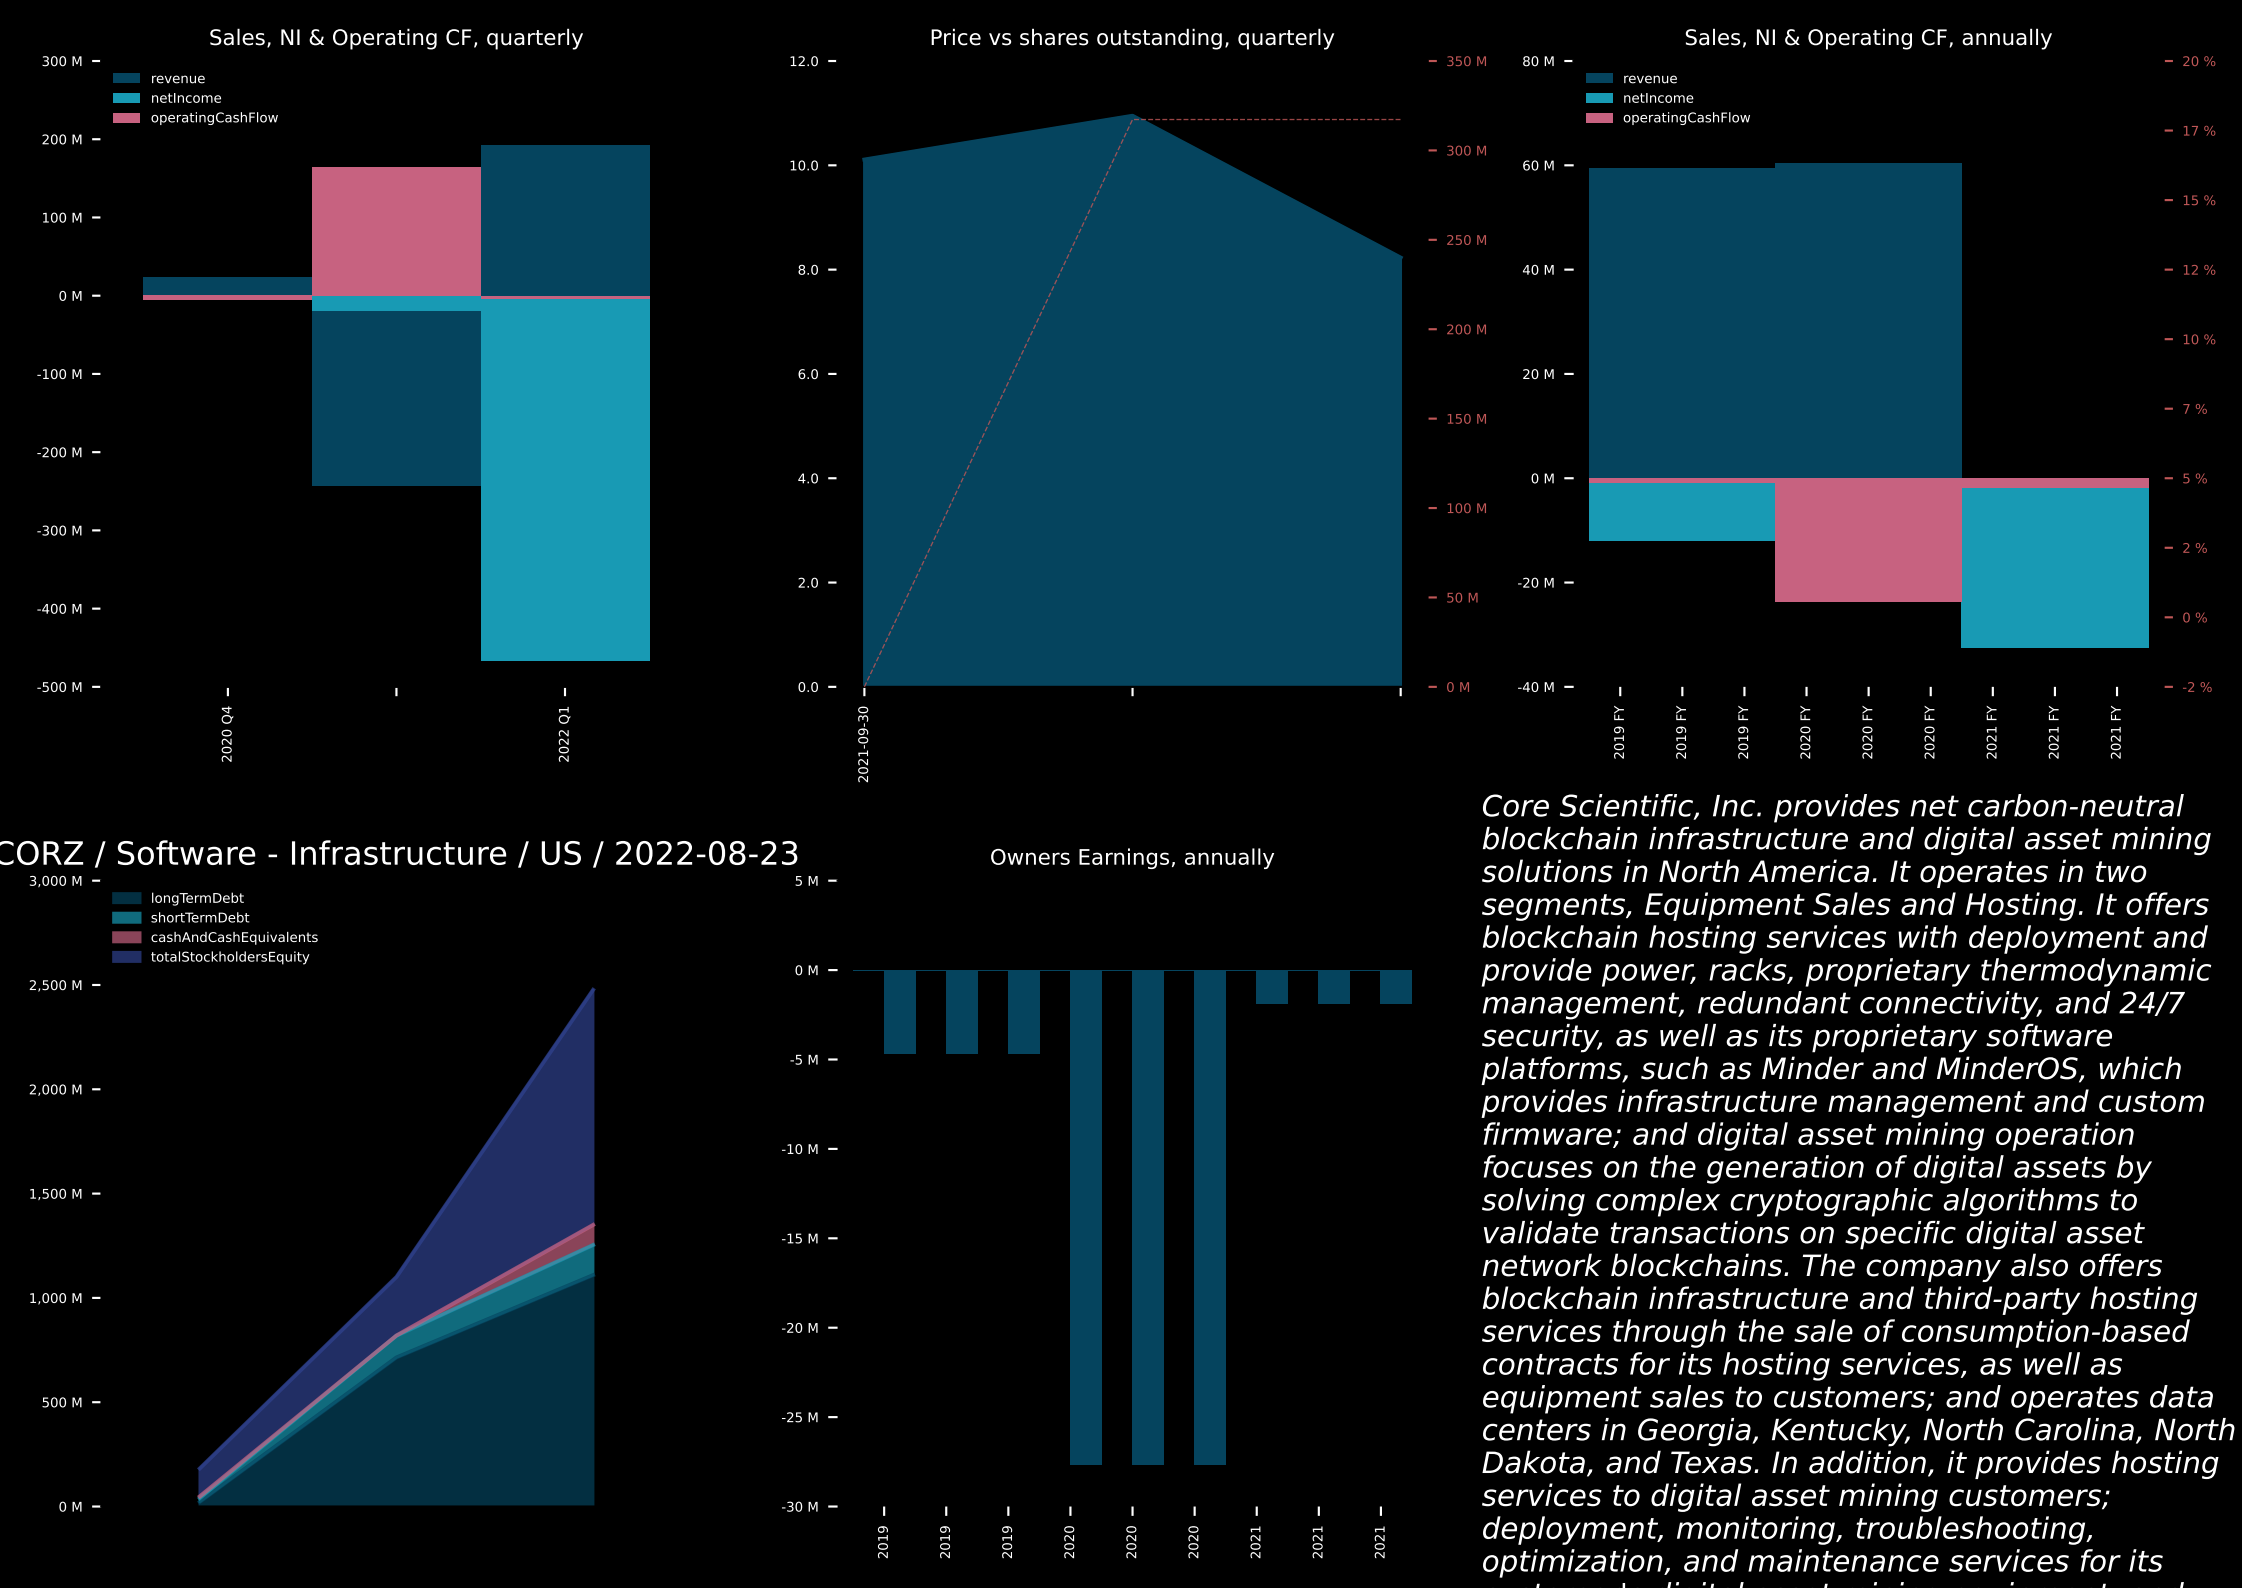 Sales, NI & Operating CF, quarterly
300 M
200 M
100 M
0 M
-100 M
-200 M
-300 M
-400 M
-500 M
revenue
netIncome
operatingCashFlow
2020 Q4
2022 Q1
Price vs shares outstanding, quarterly
12.0
10.0
8.0
6.0
4.0
2.0
0.0
350 M
300 M
250 M
200 M
150 M
100 M
50 M
0 M
2021-09-30
Sales, NI & Operating CF, annually
80 M
60 M
40 M
20 M
0 M
-20 M
-40 M
revenue
netIncome
operatingCashFlow
20 %
17 %
15 %
12 %
10 %
7 %
5 %
2 %
0 %
-2 %
2019 FY
2019 FY
2019 FY
2020 FY
2020 FY
2020 FY
2021 FY
2021 FY
2021 FY
CORZ / Software - Infrastructure / US / 2022-08-23
3,000 M
2,500 M
2,000 M
1,500 M
1,000 M
500 M
0 M
longTermDebt
shortTermDebt
cashAndCashEquivalents
totalStockholdersEquity
Owners Earnings, annually
5 M
0 M
-5 M
-10 M
-15 M
-20 M
-25 M
-30 M
2019
2019
2019
2020
2020
2020
2021
2021
2021
Core Scientific, Inc. provides net carbon-neutral
blockchain infrastructure and digital asset mining
solutions in North America. It operates in two
segments, Equipment Sales and Hosting. It offers
blockchain hosting services with deployment and
provide power, racks, proprietary thermodynamic
management, redundant connectivity, and 24/7
security, as well as its proprietary software
platforms, such as Minder and MinderOS, which
provides infrastructure management and custom
firmware; and digital asset mining operation
focuses on the generation of digital assets by
solving complex cryptographic algorithms to
validate transactions on specific digital asset
network blockchains. The company also offers
blockchain infrastructure and third-party hosting
services through the sale of consumption-based
contracts for its hosting services, as well as
equipment sales to customers; and operates data
centers in Georgia, Kentucky, North Carolina, North
Dakota, and Texas. In addition, it provides hosting
services to digital asset mining customers;
deployment, monitoring, troubleshooting,
optimization, and maintenance services for its